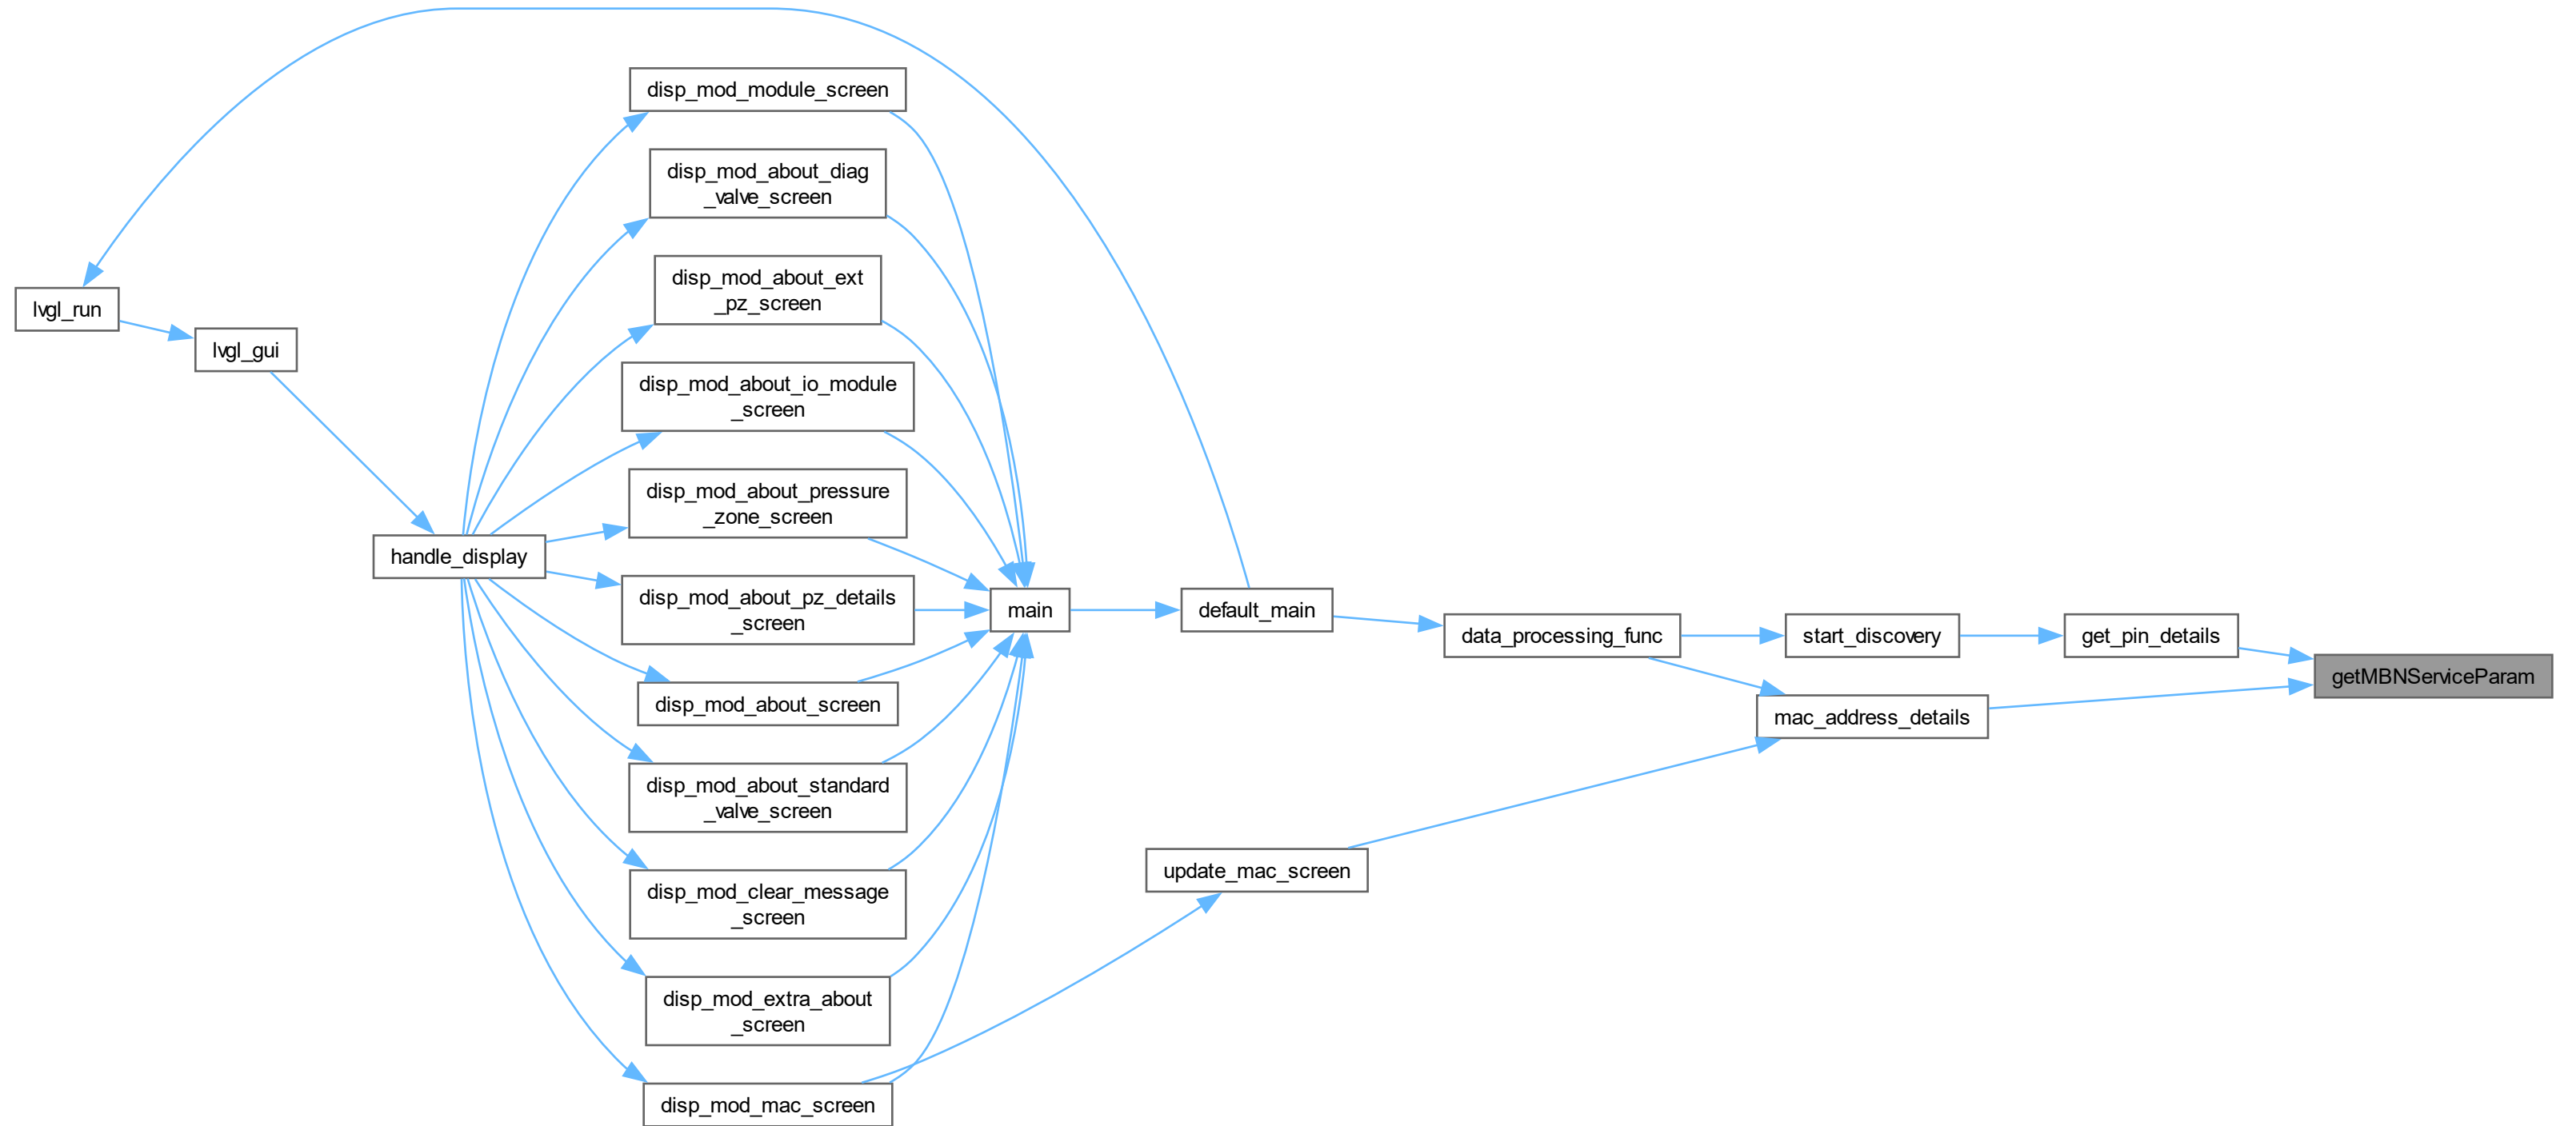 disp_mod_module_screen
disp_mod_about_diag
_valve_screen
disp_mod_about_ext
_pz_screen
lvgl_run
lvgl_gui
disp_mod_about_io_module
_screen
disp_mod_about_pressure
_zone_screen
handle_display
disp_mod_about_pz_details
_screen
main
default_main
data_processing_func
start_discovery
get_pin_details
getMBNServiceParam
disp_mod_about_screen
mac_address_details
disp_mod_about_standard
_valve_screen
update_mac_screen
disp_mod_clear_message
_screen
disp_mod_extra_about
_screen
disp_mod_mac_screen